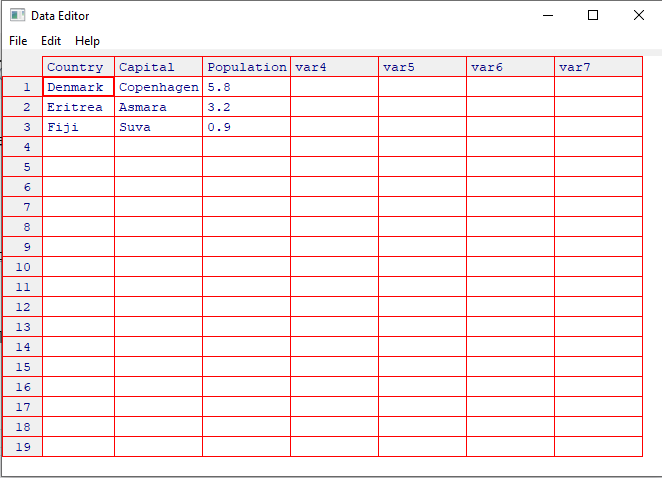 Data Editor
File Edit Help
Country Capital Population var4 var5 var6 var7
1 Denmark Copenhagen 5.8
2 Eritrea Asmara 3.2
3 Fiji Suva 0.9
4
5
6
7
8
9
10
11
12
13
14
15
16
17
18
19